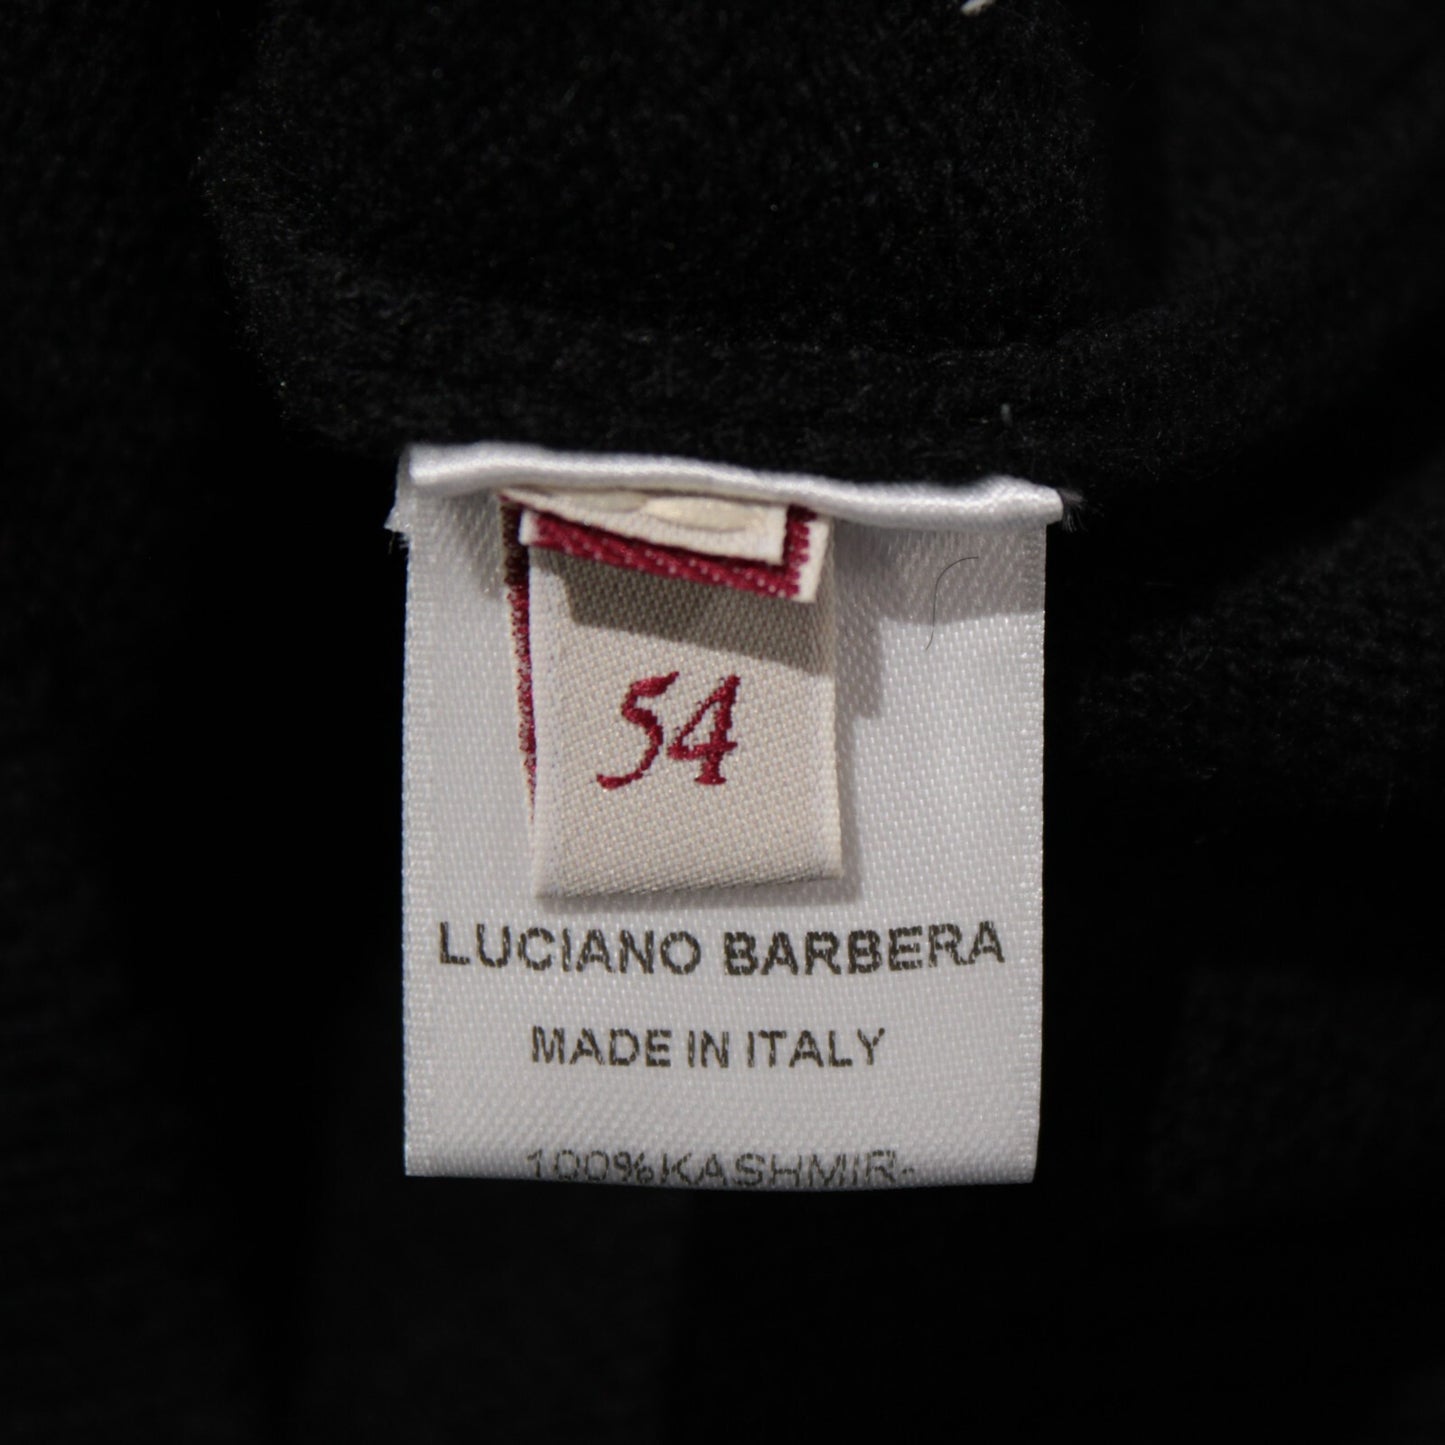 54
LUCIANO BARBERA
MADE IN ITALY
100%KASHMIR-